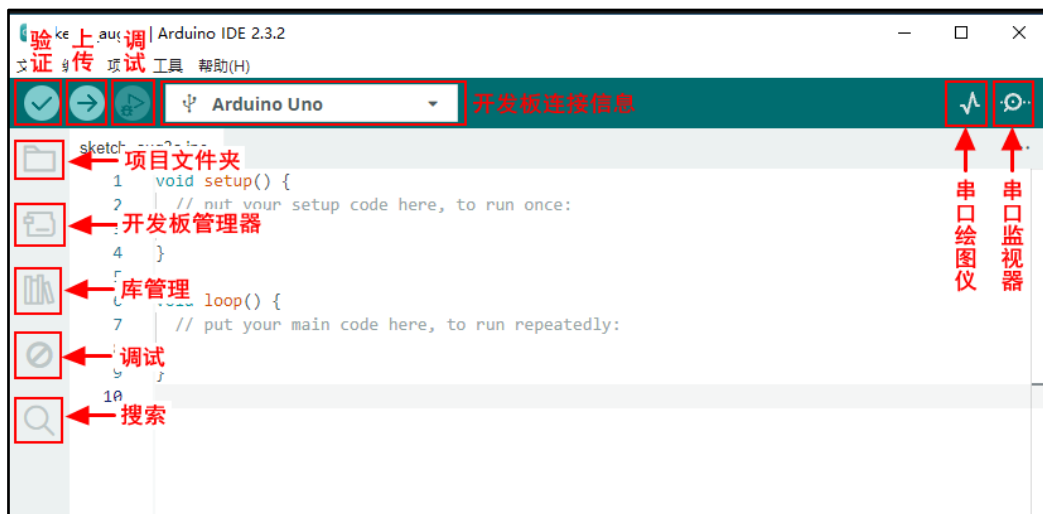 | Arduino IDE 2.3.2
验证
上传
调试
工具 帮助(H)
Arduino Uno
开发板连接信息
项目文件夹
1 void setup() {
2 // put your setup code here, to run once:
开发板管理器
4 }
库管理
loop() {
7 // put your main code here, to run repeatedly:
调试
9 }
10
搜索
串口绘图仪
串口监视器